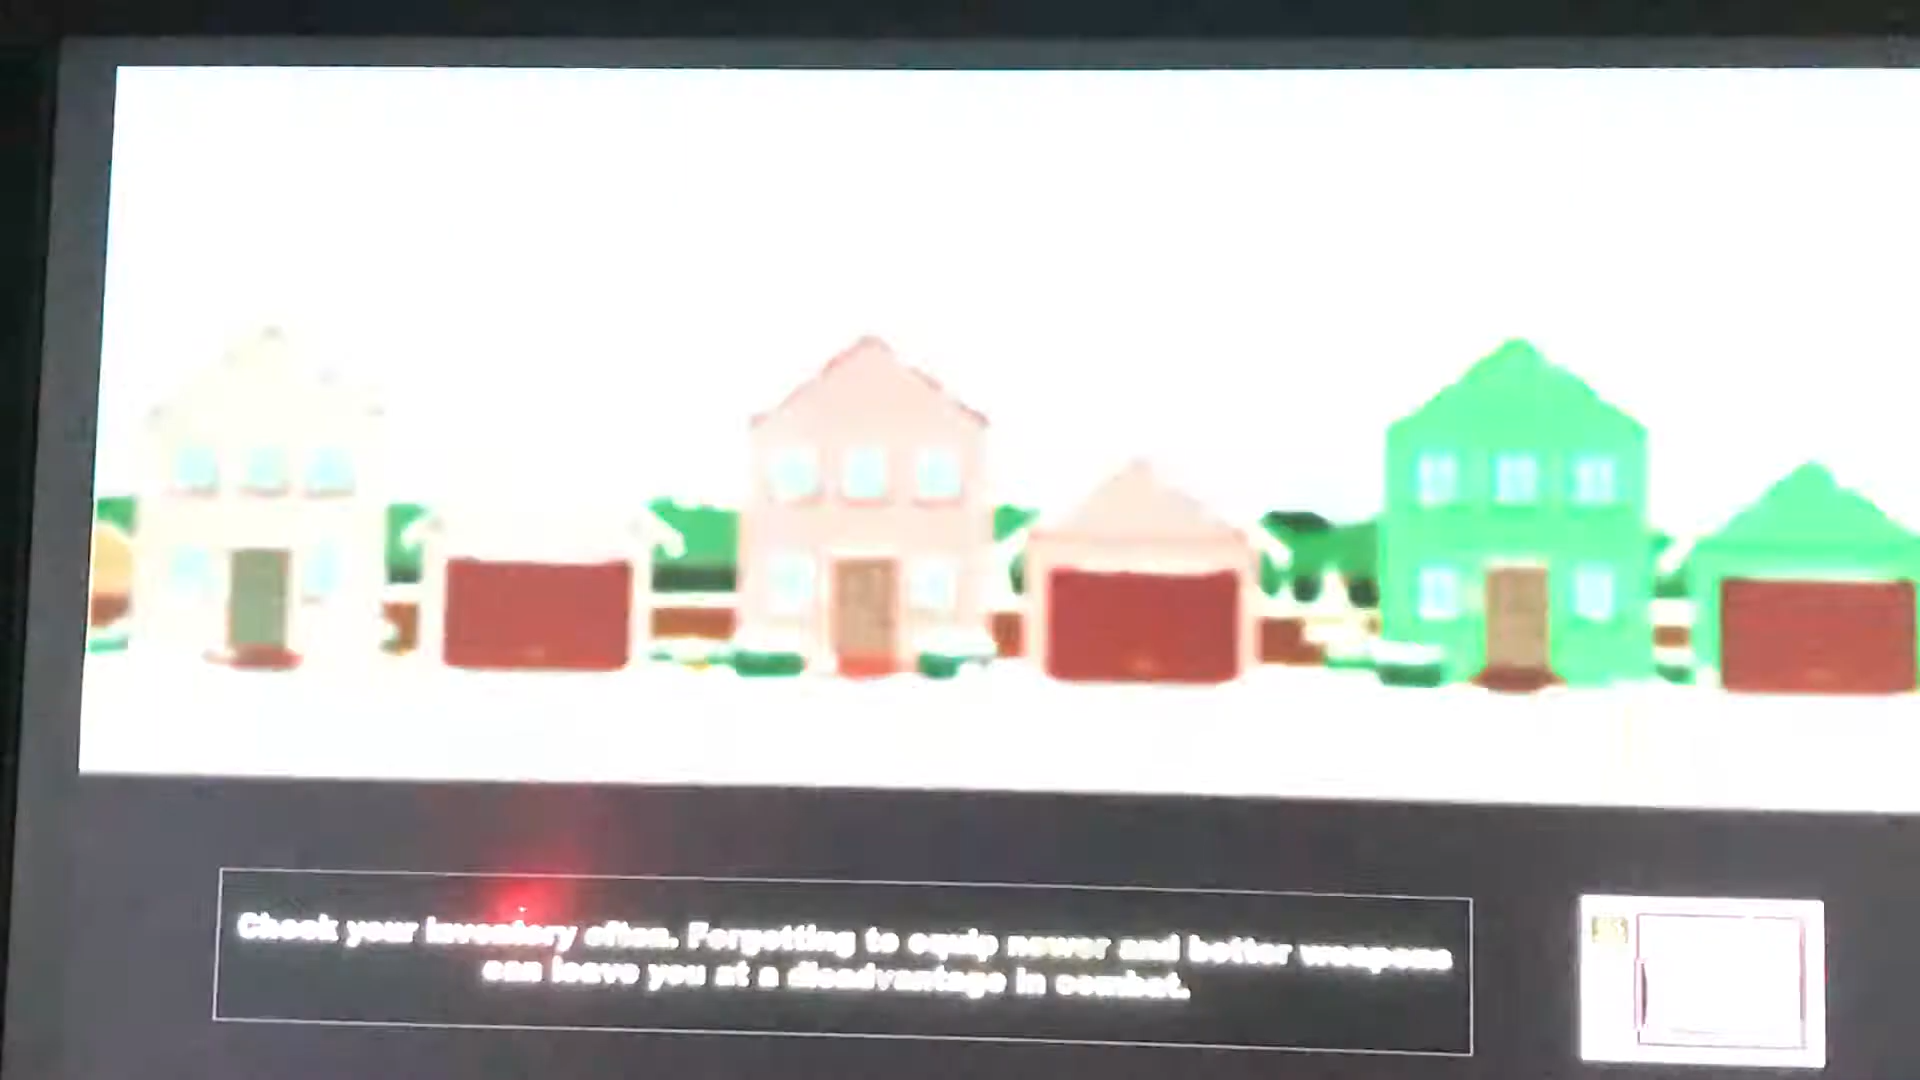 Check your inventory often. Forgetting to equip newer and better weapons
can leave you at a disadvantage in combat.